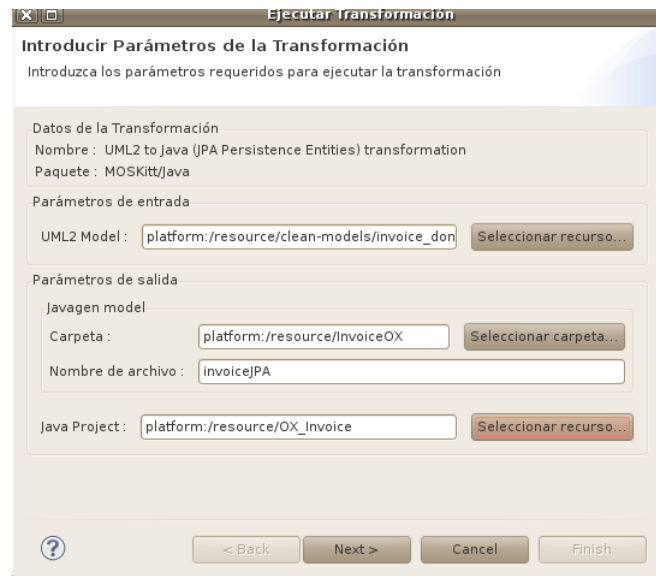 Ejecutar Transformación
Introducir Parámetros de la Transformación
Introduzca los parámetros requeridos para ejecutar la transformación
Datos de la Transformación
Nombre : UML2 to Java (JPA Persistence Entities) transformation
Paquete : MOSKitt/Java
Parámetros de entrada
UML2 Model : platform:/resource/clean-models/invoice_don Seleccionar recurso...
Parámetros de salida
Javagen model
Carpeta : platform:/resource/InvoiceOX Seleccionar carpeta...
Nombre de archivo : invoiceJPA
Java Project : platform:/resource/OX_Invoice Seleccionar recurso...
? < Back Next > Cancel Finish